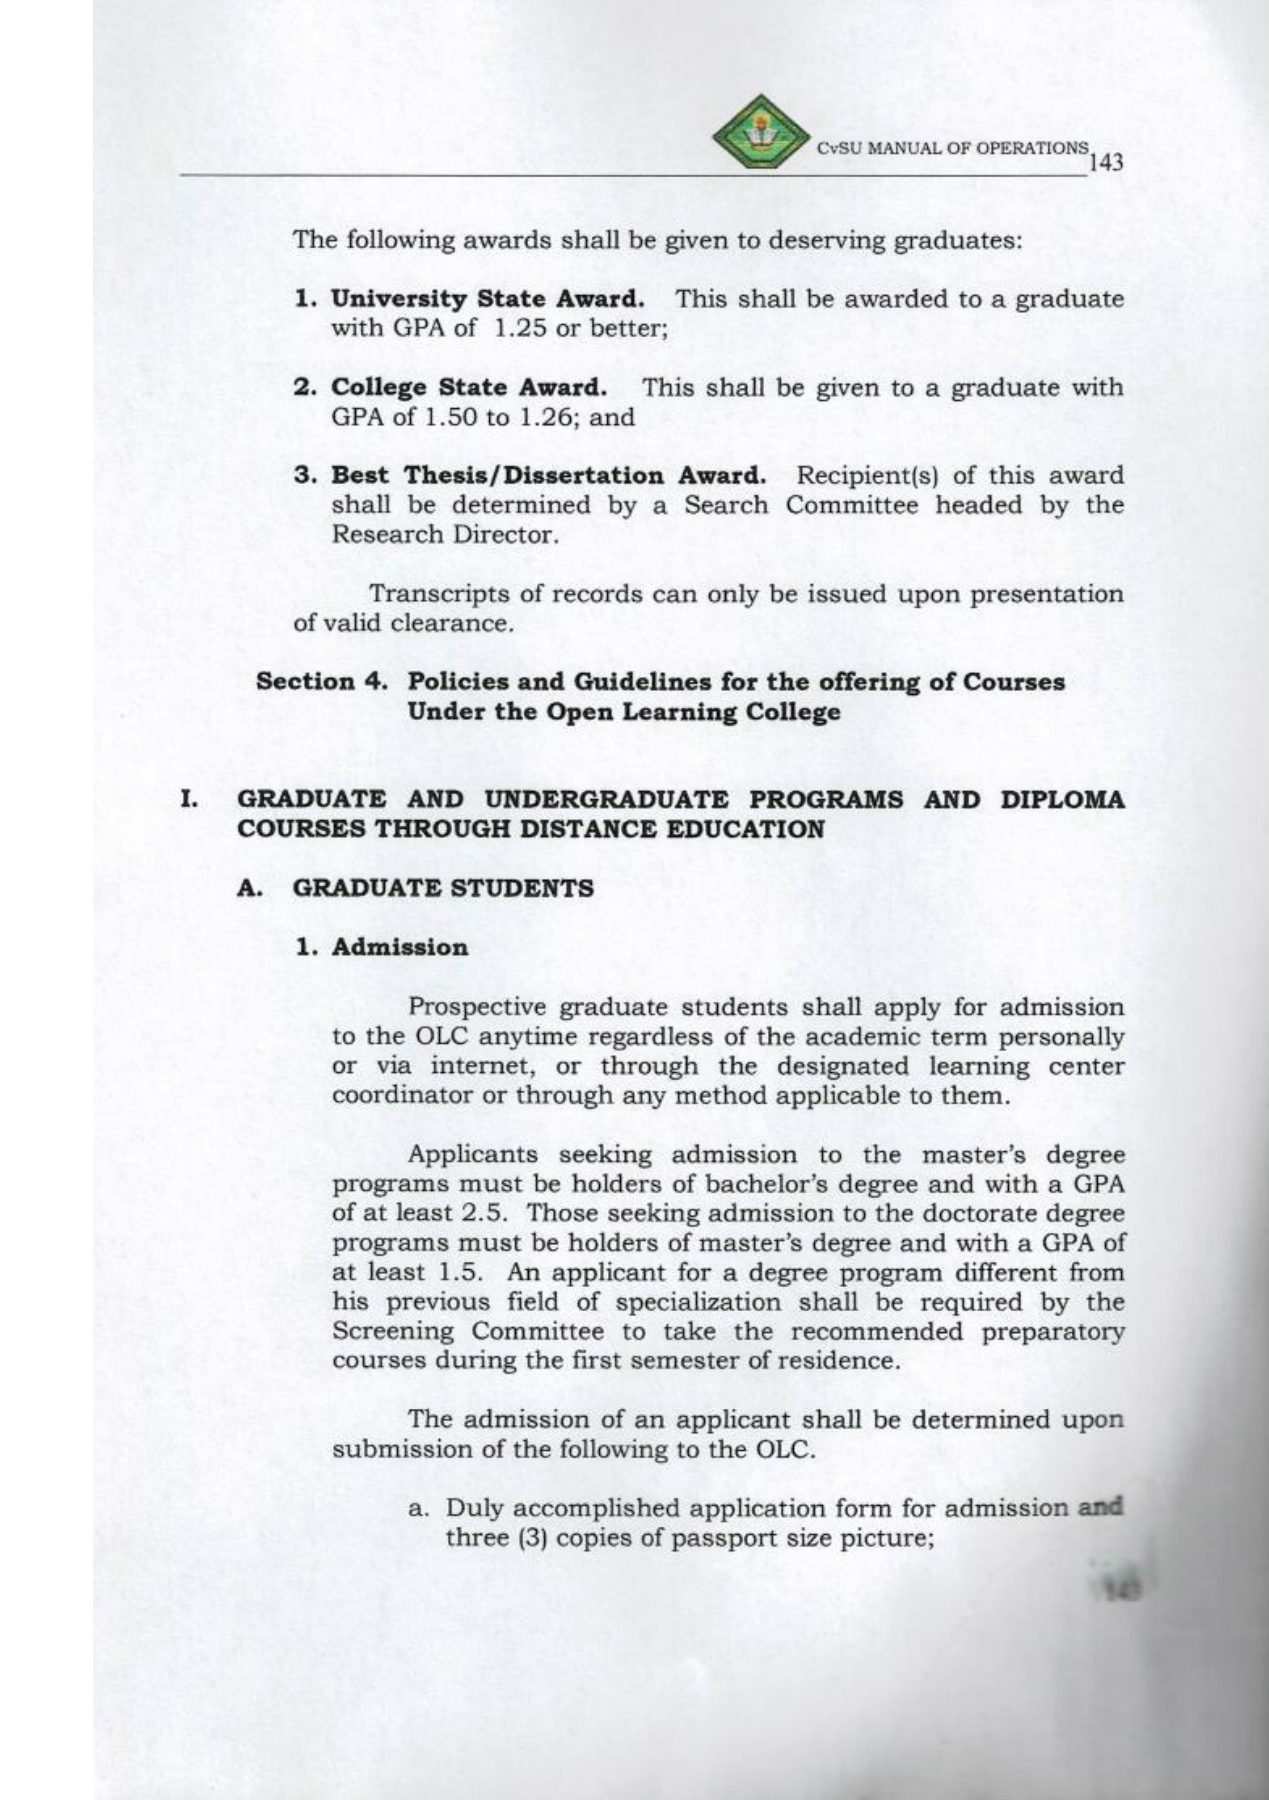 CvSU MANUAL OF OPERATIONS 143
The following awards shall be given to deserving graduates:
1. University State Award. This shall be awarded to a graduate
with GPA of 1.25 or better;
2. College State Award. This shall be given to a graduate with
GPA of 1.50 to 1.26; and
3. Best Thesis/Dissertation Award. Recipient(s) of this award
shall be determined by a Search Committee headed by the
Research Director.
Transcripts of records can only be issued upon presentation
of valid clearance.
Section 4. Policies and Guidelines for the offering of Courses
Under the Open Learning College
I. GRADUATE AND UNDERGRADUATE PROGRAMS AND DIPLOMA
COURSES THROUGH DISTANCE EDUCATION
A. GRADUATE STUDENTS
1. Admission
Prospective graduate students shall apply for admission
to the OLC anytime regardless of the academic term personally
or via internet, or through the designated learning center
coordinator or through any method applicable to them.
Applicants seeking admission to the master's degree
programs must be holders of bachelor's degree and with a GPA
of at least 2.5. Those seeking admission to the doctorate degree
programs must be holders of master's degree and with a GPA of
at least 1.5. An applicant for a degree program different from
his previous field of specialization shall be required by the
Screening Committee to take the recommended preparatory
courses during the first semester of residence.
The admission of an applicant shall be determined upon
submission of the following to the OLC.
a. Duly accomplished application form for admission and
three (3) copies of passport size picture;
143